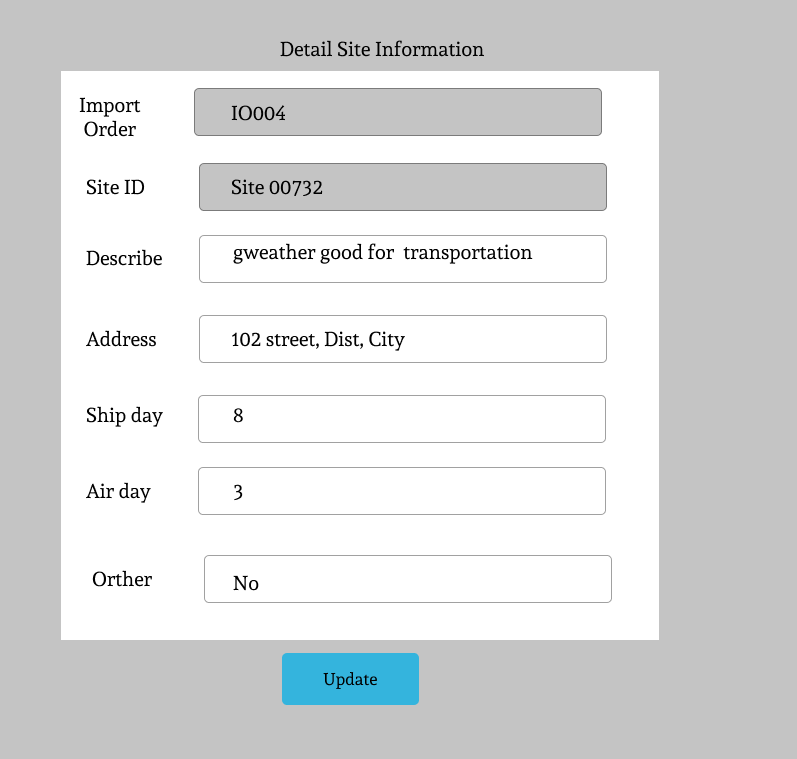 Detail Site Information
Import
Order
IO004
Site ID
Site 00732
Describe
gweather good for  transportation
Address
102 street, Dist, City
Ship day
8
Air day
3
Orther
No
Update